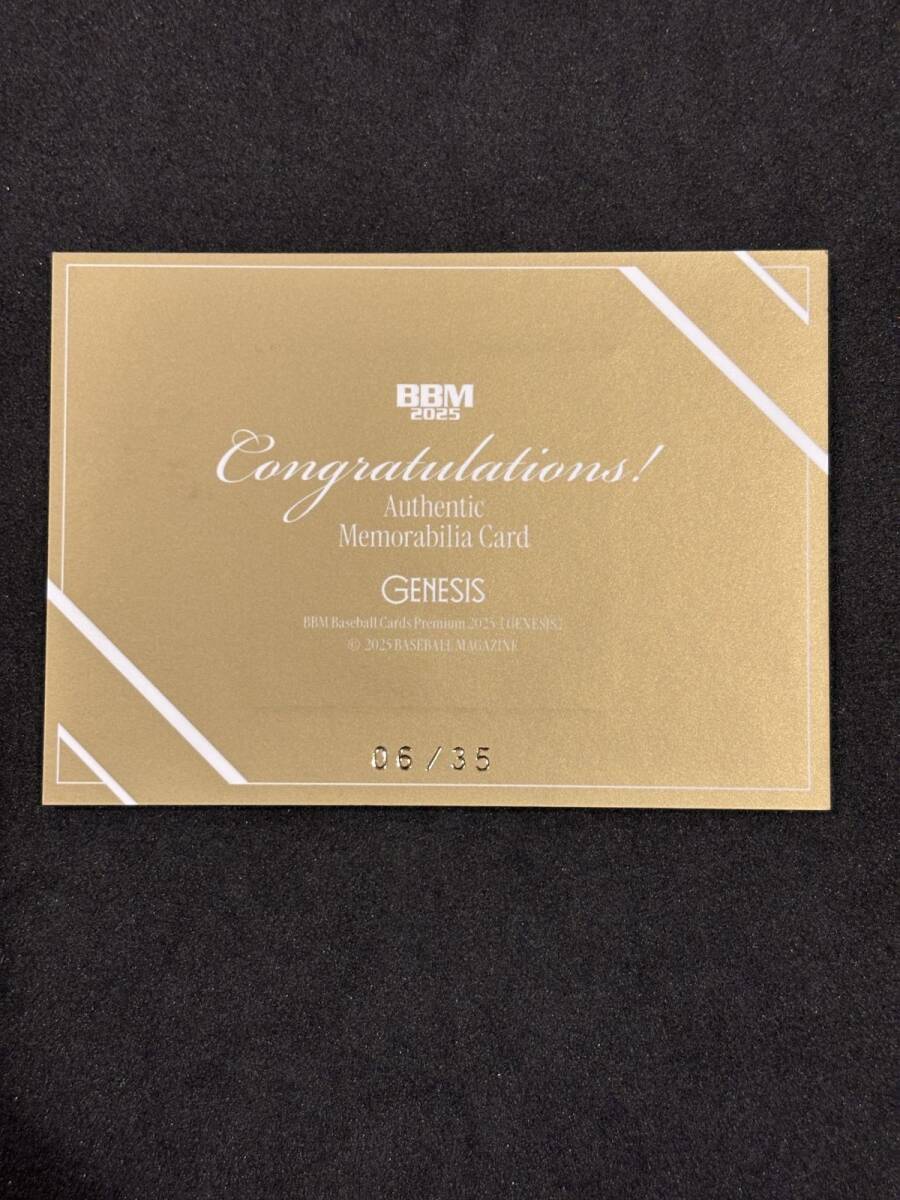 BBM
2025
Congratulations!
Authentic
Memorabilia Card
GENESIS
BBM Baseball Cards Premium 2025 [GENESIS]
© 2025 BASEBALL MAGAZINE
06/35